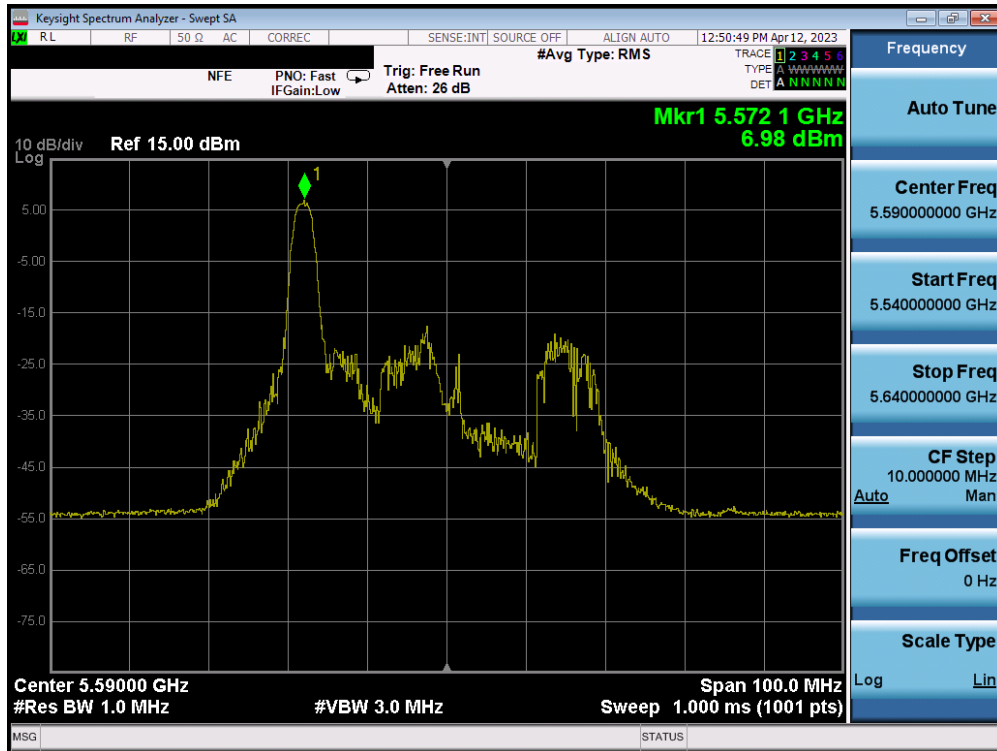 Keysight Spectrum Analyzer - Swept SA
LXI RL RF 50 Ω AC CORREC SENSE:INT SOURCE OFF ALIGN AUTO 12:50:49 PM Apr 12, 2023
#Avg Type: RMS TRACE 1 2 3 4 5 6
NFE PNO: Fast Trig: Free Run TYPE A WWWWW
IFGain:Low Atten: 26 dB DET A N N N N N
Mkr1 5.572 1 GHz
6.98 dBm
10 dB/div Ref 15.00 dBm
Log
1
5.00
-5.00
-15.0
-25.0
-35.0
-45.0
-55.0
-65.0
-75.0
Center 5.59000 GHz Span 100.0 MHz
#Res BW 1.0 MHz #VBW 3.0 MHz Sweep 1.000 ms (1001 pts)
MSG STATUS
Frequency
Auto Tune
Center Freq
5.590000000 GHz
Start Freq
5.540000000 GHz
Stop Freq
5.640000000 GHz
CF Step
10.000000 MHz
Auto Man
Freq Offset
0 Hz
Scale Type
Log Lin